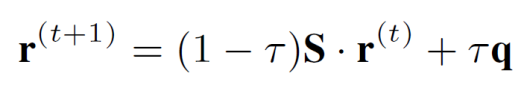 r^(t+1) = (1 − τ)S · r^(t) + τq